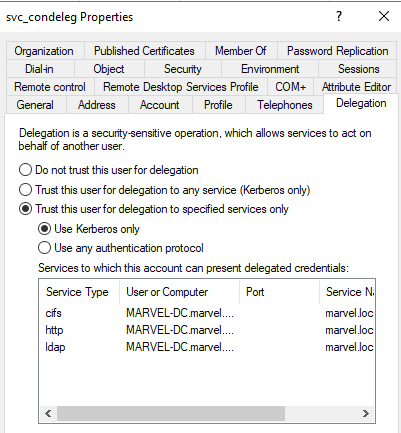 svc_condeleg Properties ? ×
Organization Published Certificates Member Of Password Replication
Dial-in Object Security Environment Sessions
Remote control Remote Desktop Services Profile COM+ Attribute Editor
General Address Account Profile Telephones Delegation
Delegation is a security-sensitive operation, which allows services to act on
behalf of another user.
Do not trust this user for delegation
Trust this user for delegation to any service (Kerberos only)
Trust this user for delegation to specified services only
Use Kerberos only
Use any authentication protocol
Services to which this account can present delegated credentials:
Service Type User or Computer Port Service Na
cifs MARVEL-DC.marvel.... marvel.loc
http MARVEL-DC.marvel.... marvel.loc
ldap MARVEL-DC.marvel.... marvel.loc